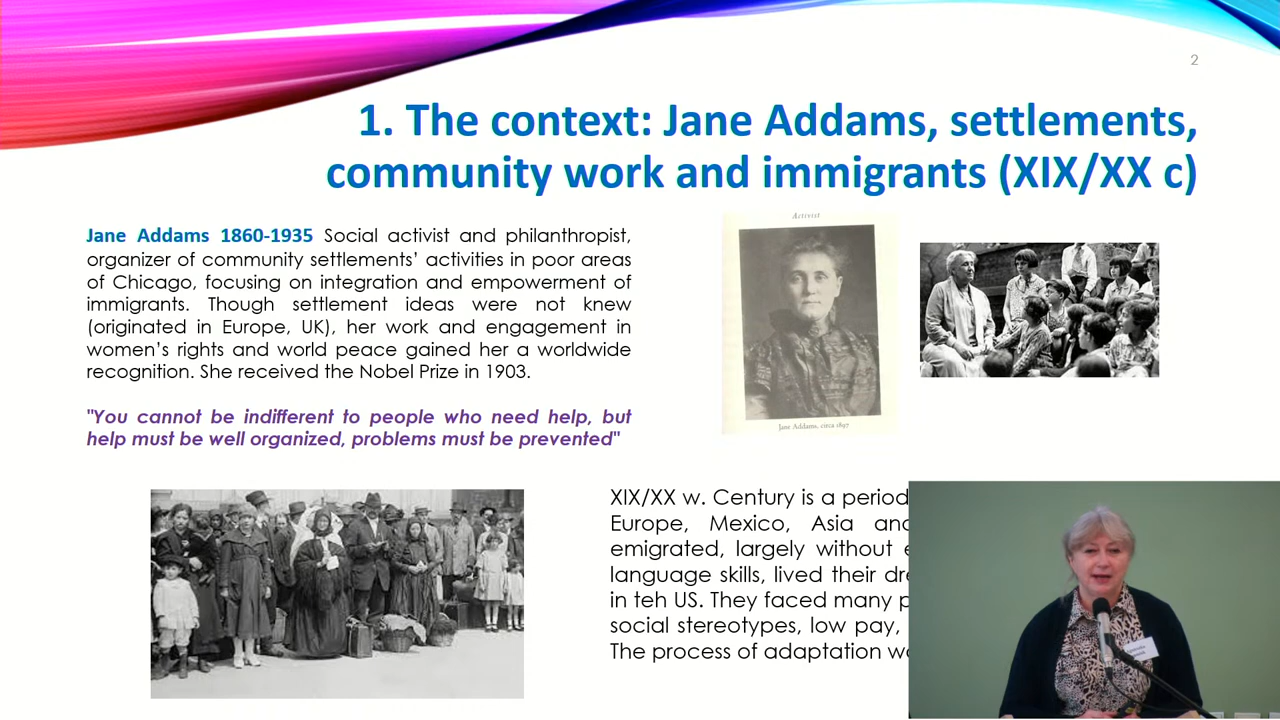 2
1. The context: Jane Addams, settlements,
community work and immigrants (XIX/XX c)
Jane Addams 1860-1935 Social activist and philanthropist,
organizer of community settlements’ activities in poor areas
of Chicago, focusing on integration and empowerment of
immigrants. Though settlement ideas were not knew
(originated in Europe, UK), her work and engagement in
women’s rights and world peace gained her a worldwide
recognition. She received the Nobel Prize in 1903.
"You cannot be indifferent to people who need help, but
help must be well organized, problems must be prevented"
Activist
Jane Addams, circa 1897
XIX/XX w. Century is a period
Europe, Mexico, Asia
emigrated, largely without
language skills, lived their
in teh US. They faced many
social stereotypes, low pay,
The process of adaptation